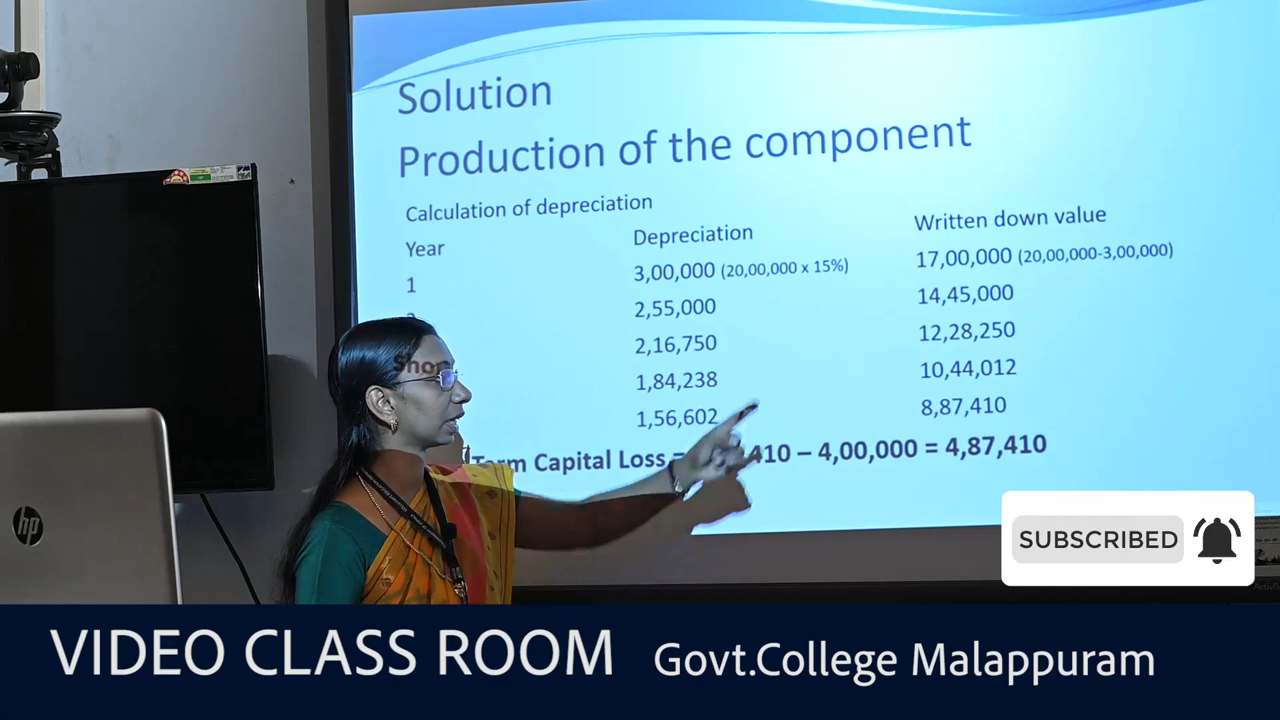 Solution
Production of the component
Calculation of depreciation
Year Depreciation Written down value
1 3,00,000 (20,00,000 x 15%) 17,00,000 (20,00,000-3,00,000)
2,55,000 14,45,000
2,16,750 12,28,250
1,84,238 10,44,012
1,56,602 8,87,410
Term Capital Loss = 410 – 4,00,000 = 4,87,410
hp
SUBSCRIBED
VIDEO CLASS ROOM Govt.College Malappuram